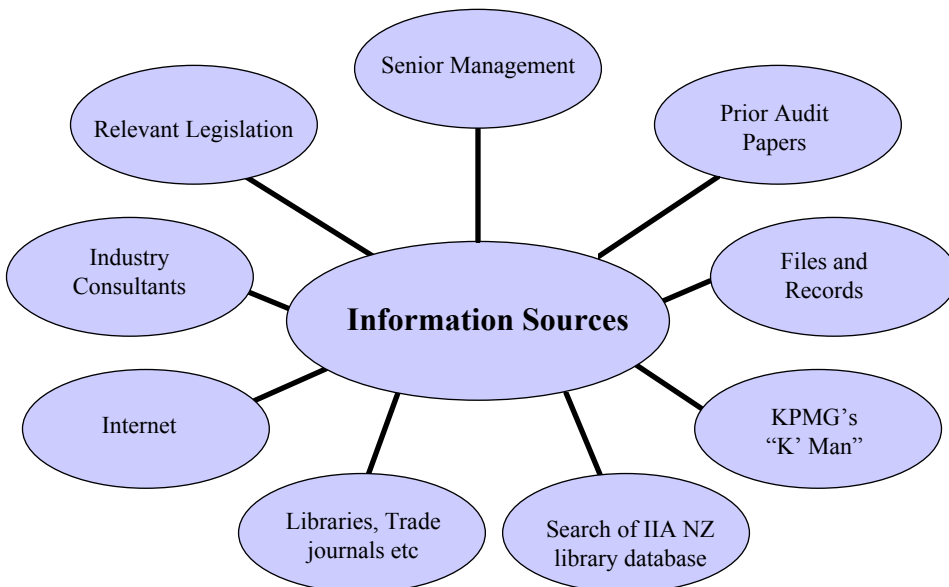 Senior Management
Prior Audit
Papers
Relevant Legislation
Industry
Consultants
Files and
Records
Information Sources
Internet
KPMG’s
“K’ Man”
Libraries, Trade
journals etc
Search of IIA NZ
library database